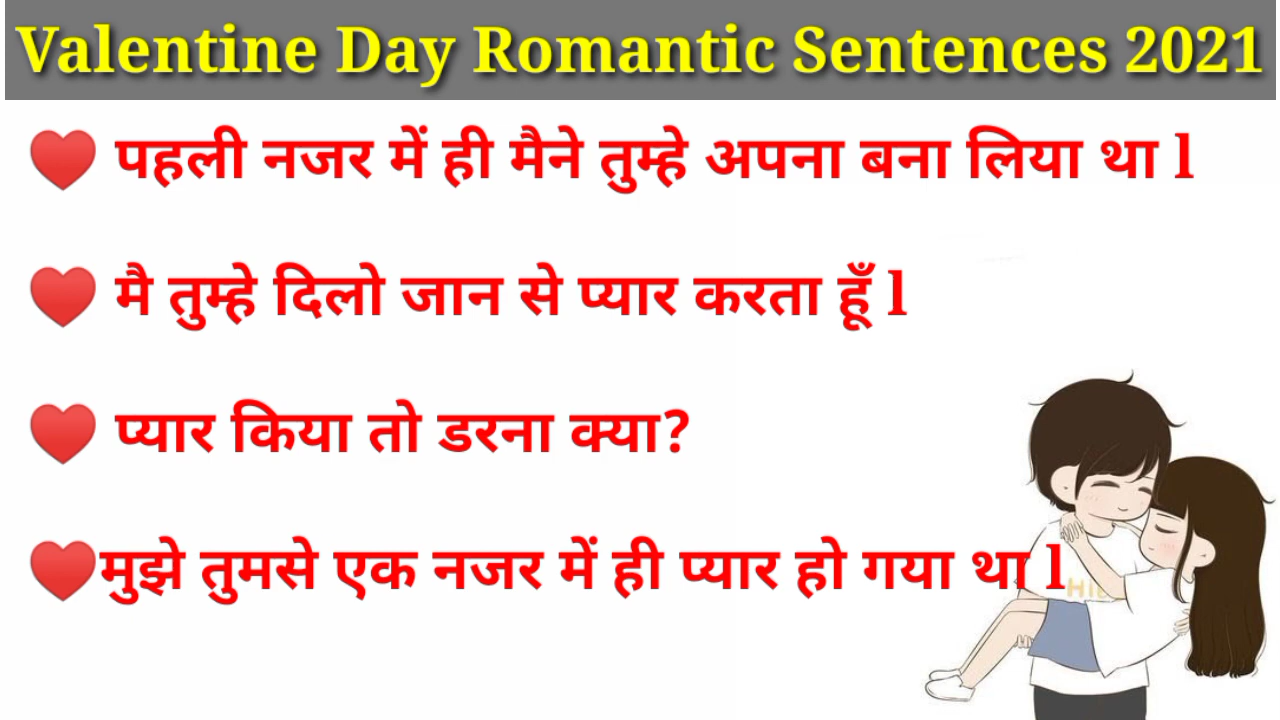 Valentine Day Romantic Sentences 2021
पहली नजर में ही मैने तुम्हे अपना बना लिया था l
मै तुम्हे दिलो जान से प्यार करता हूँ l
प्यार किया तो डरना क्या?
मुझे तुमसे एक नजर में ही प्यार हो गया था l